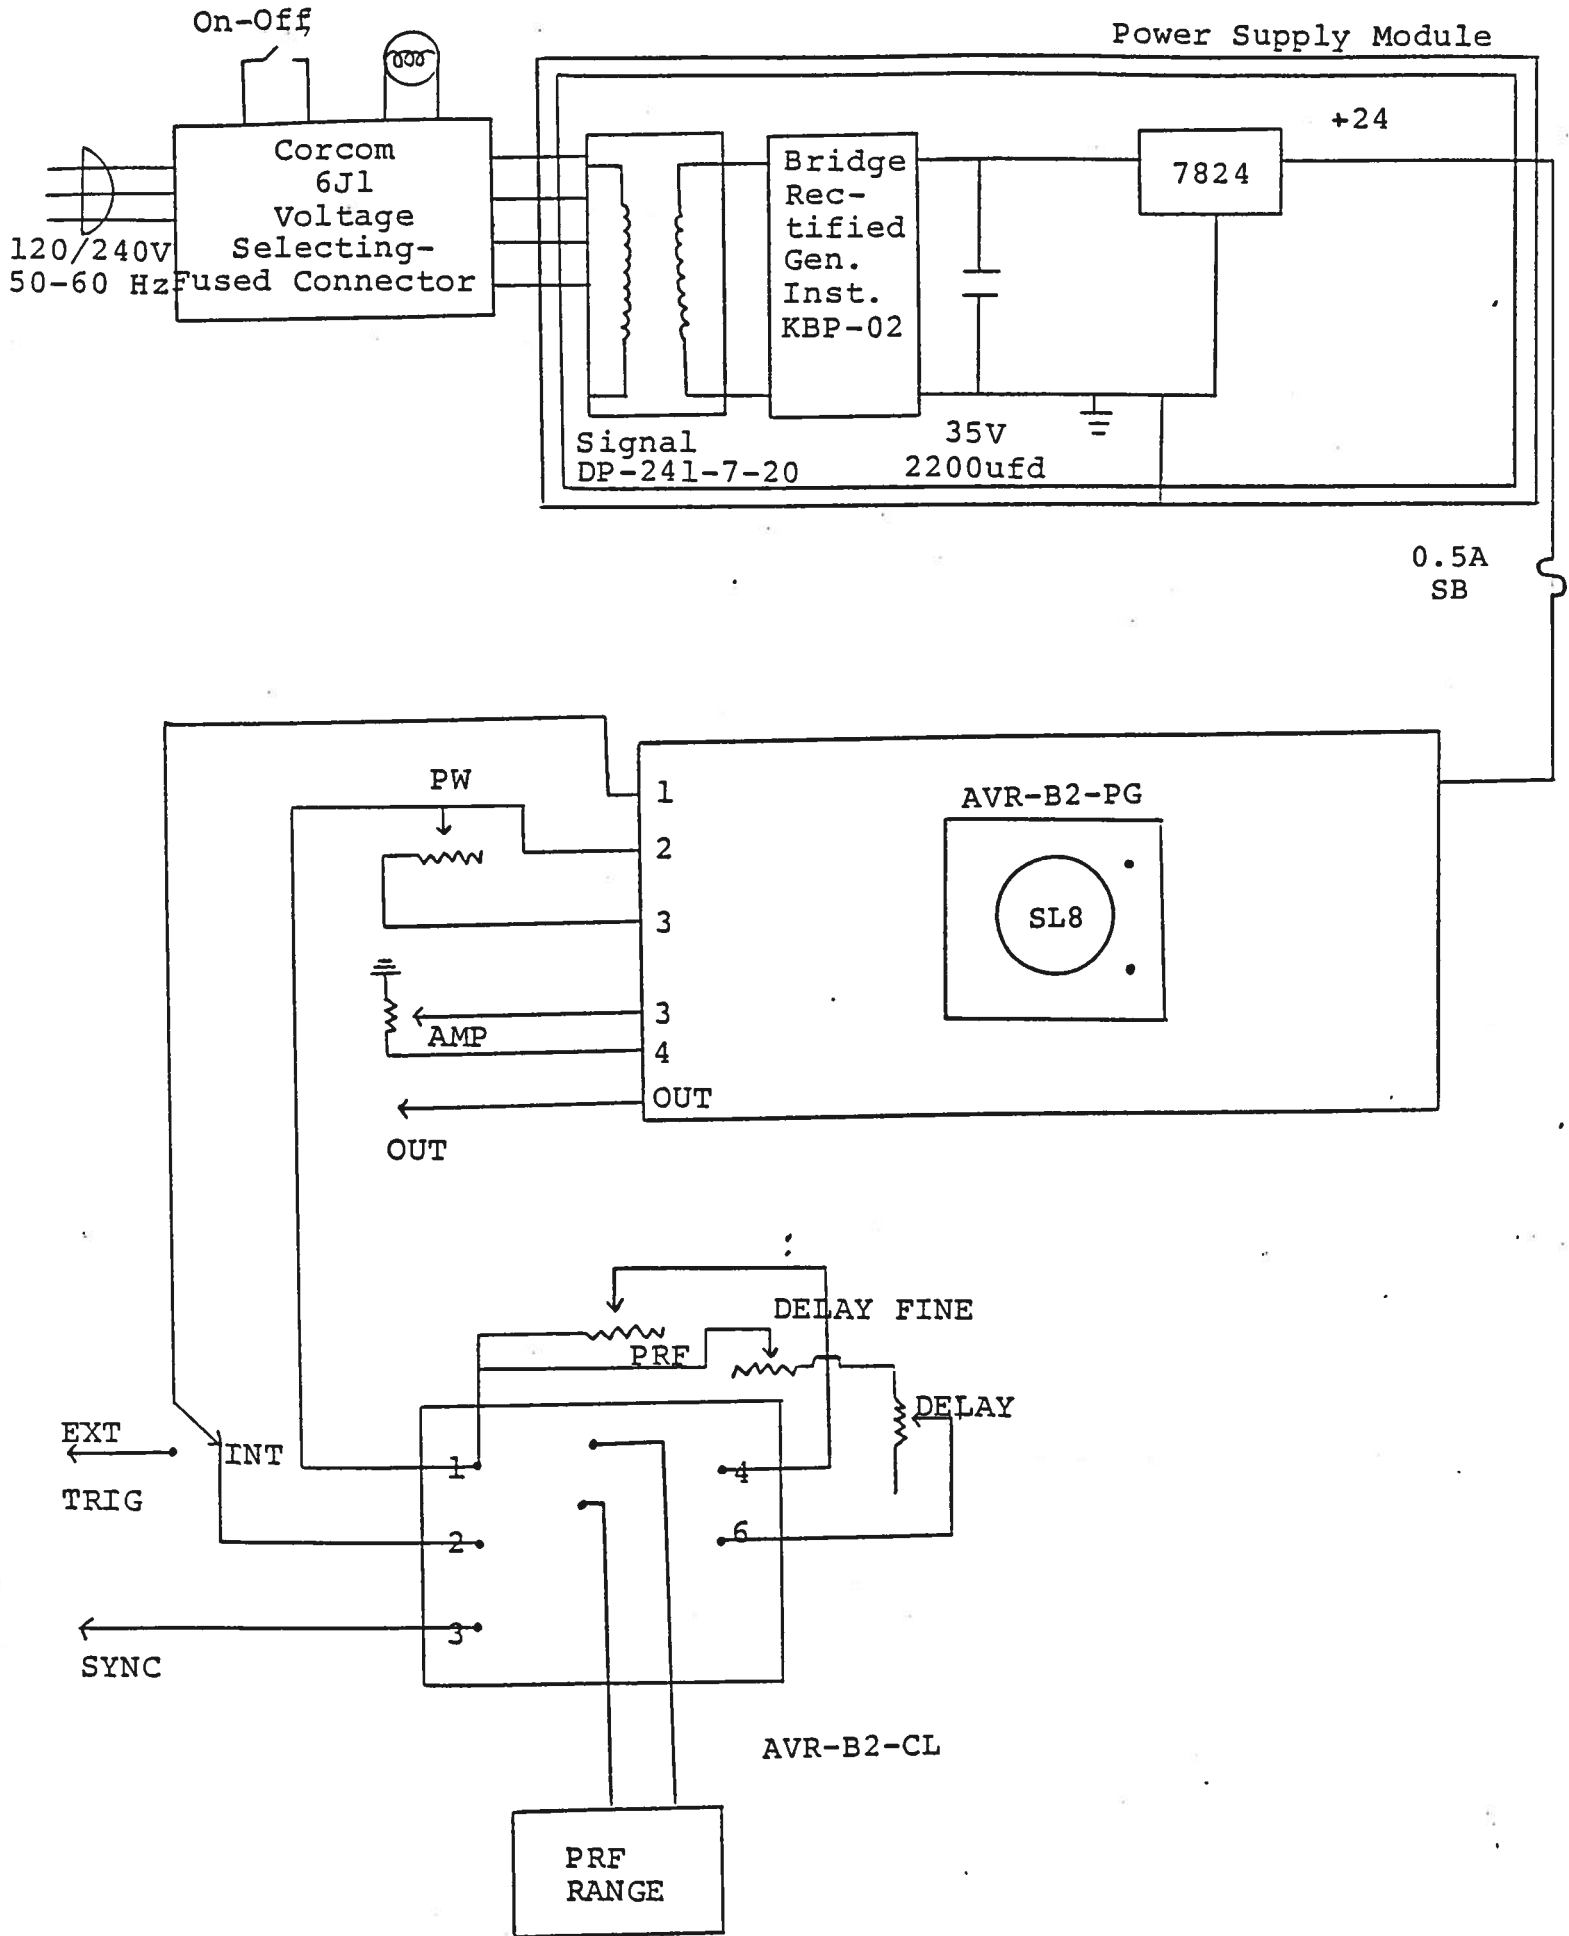 On-Off
Power Supply Module
Corcom
6J1
Voltage
Selecting-
Fused Connector
120/240V
50-60 Hz
Bridge
Rec-
tified
Gen.
Inst.
KBP-02
7824
+24
Signal
DP-241-7-20
35V
2200ufd
0.5A
SB
PW
1
2
3
3
4
OUT
AMP
OUT
AVR-B2-PG
SL8
DELAY FINE
PRF
DELAY
EXT
TRIG
INT
1
2
3
4
6
SYNC
AVR-B2-CL
PRF
RANGE